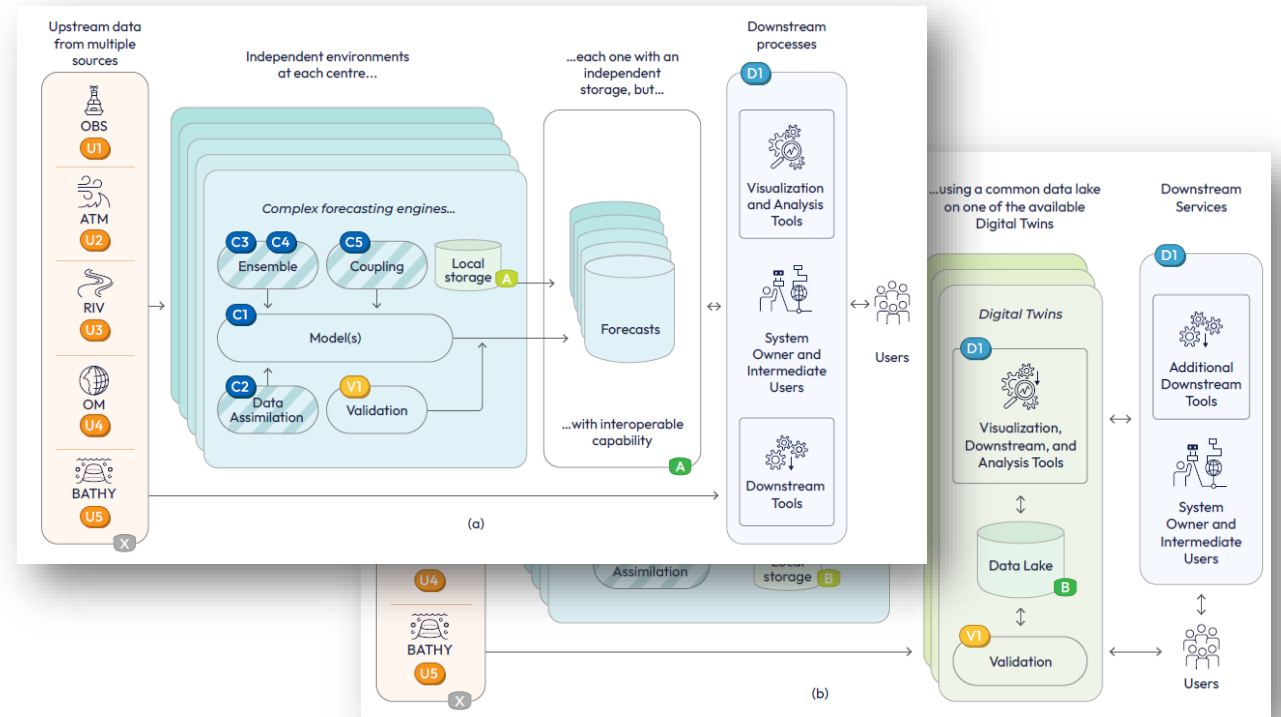 Upstream data
from multiple
sources
OBS
U1
ATM
U2
RIV
U3
OM
U4
BATHY
U5
X
Independent environments
at each centre...
Complex forecasting engines...
C3
C4
Ensemble
C5
Coupling
Local
storage
A
C1
Model(s)
C2
Data
Assimilation
V1
Validation
...each one with an
independent
storage, but...
Forecasts
...with interoperable
capability
A
Downstream
processes
D1
Visualization
and Analysis
Tools
System
Owner and
Intermediate
Users
Downstream
Tools
Users
(a)
U4
BATHY
U5
X
Assimilation
storage
B
...using a common data lake
on one of the available
Digital Twins
Digital Twins
D1
Visualization,
Downstream, and
Analysis Tools
Data Lake
B
V1
Validation
Downstream
Services
D1
Additional
Downstream
Tools
System
Owner and
Intermediate
Users
Users
(b)